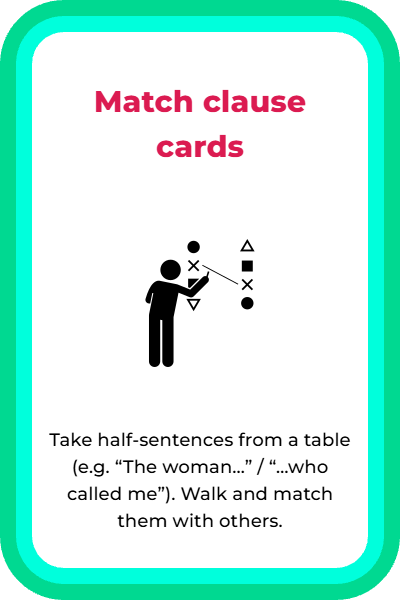 Match clause
cards
Take half-sentences from a table
(e.g. “The woman...” / “...who
called me”). Walk and match
them with others.